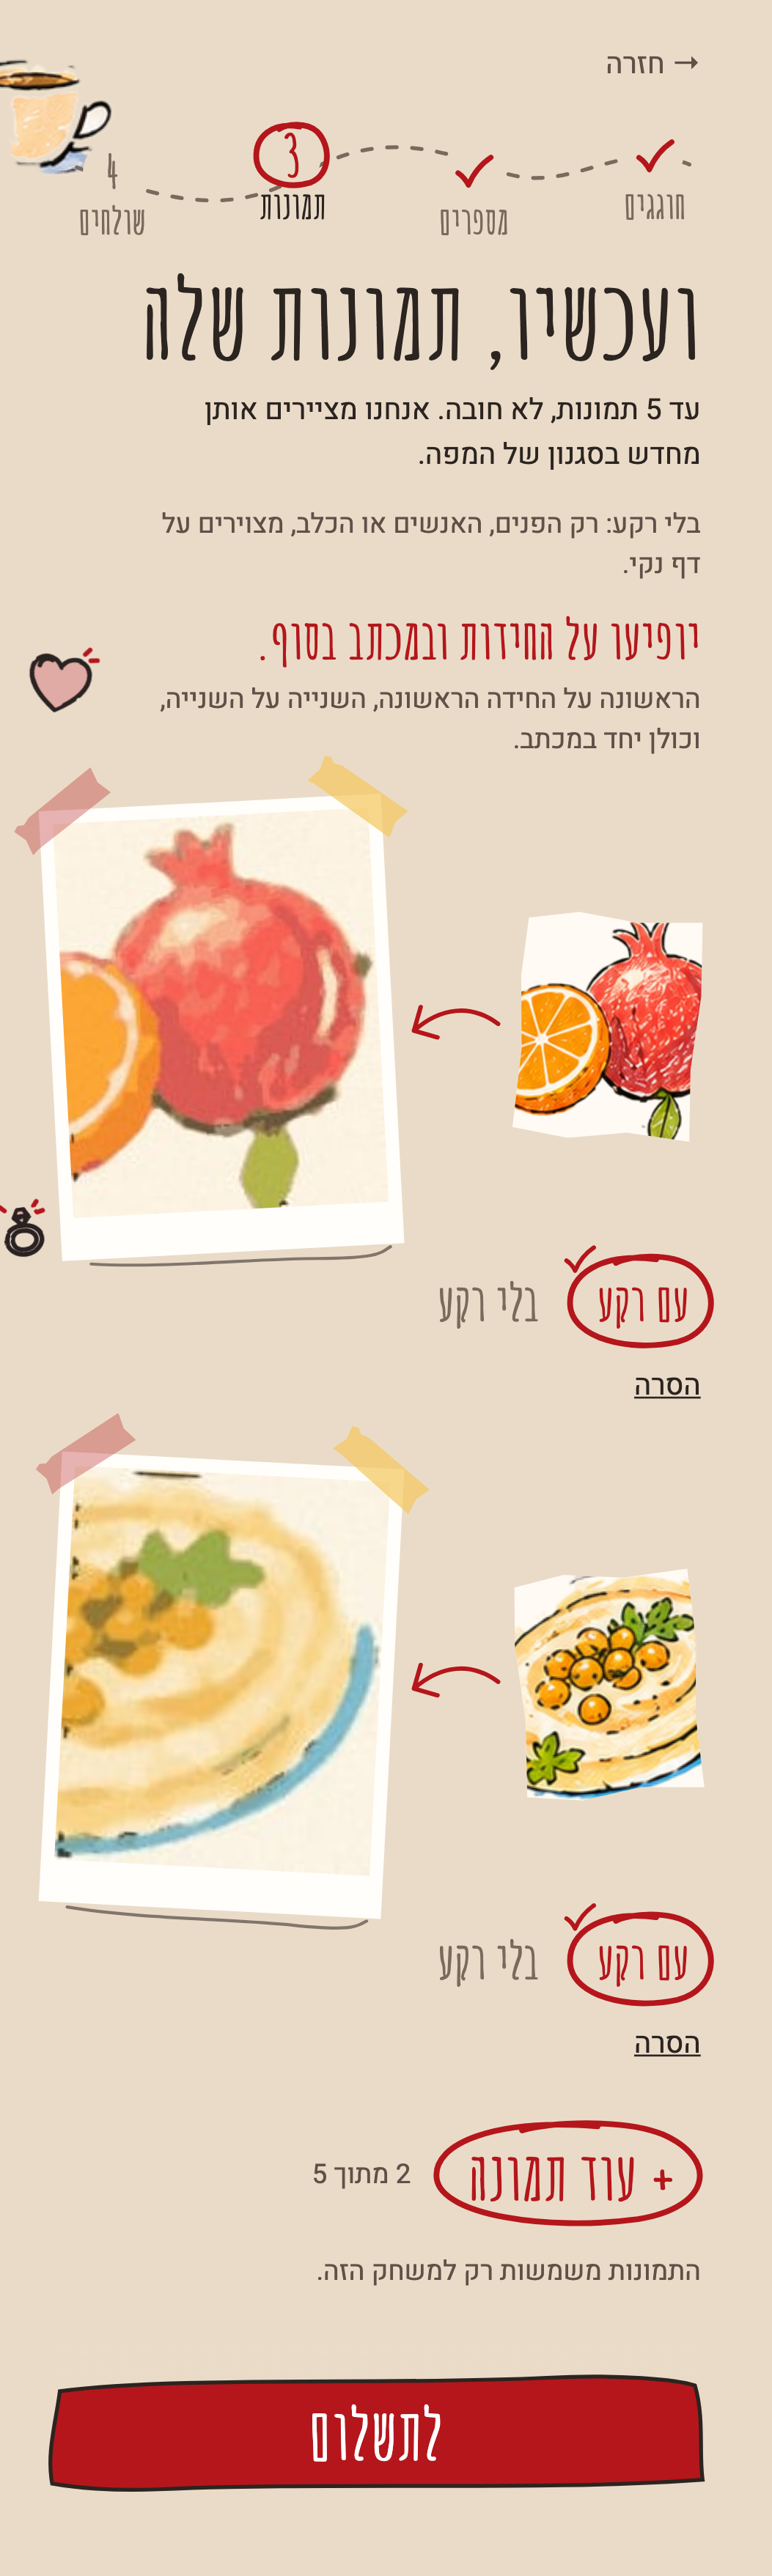 → חזרה
חוגגים
מספרים
3
תמונות
4
שולחים
ועכשיו, תמונות שלה
עד 5 תמונות, לא חובה. אנחנו מציירים אותן
מחדש בסגנון של המפה.
בלי רקע: רק הפנים, האנשים או הכלב, מצוירים על
דף נקי.
יופיעו על החידות ובמכתב בסוף.
הראשונה על החידה הראשונה, השנייה על השנייה,
וכולן יחד במכתב.
עם רקע בלי רקע
הסרה
עם רקע בלי רקע
הסרה
+ עוד תמונה 2 מתוך 5
התמונות משמשות רק למשחק הזה.
לתשלום